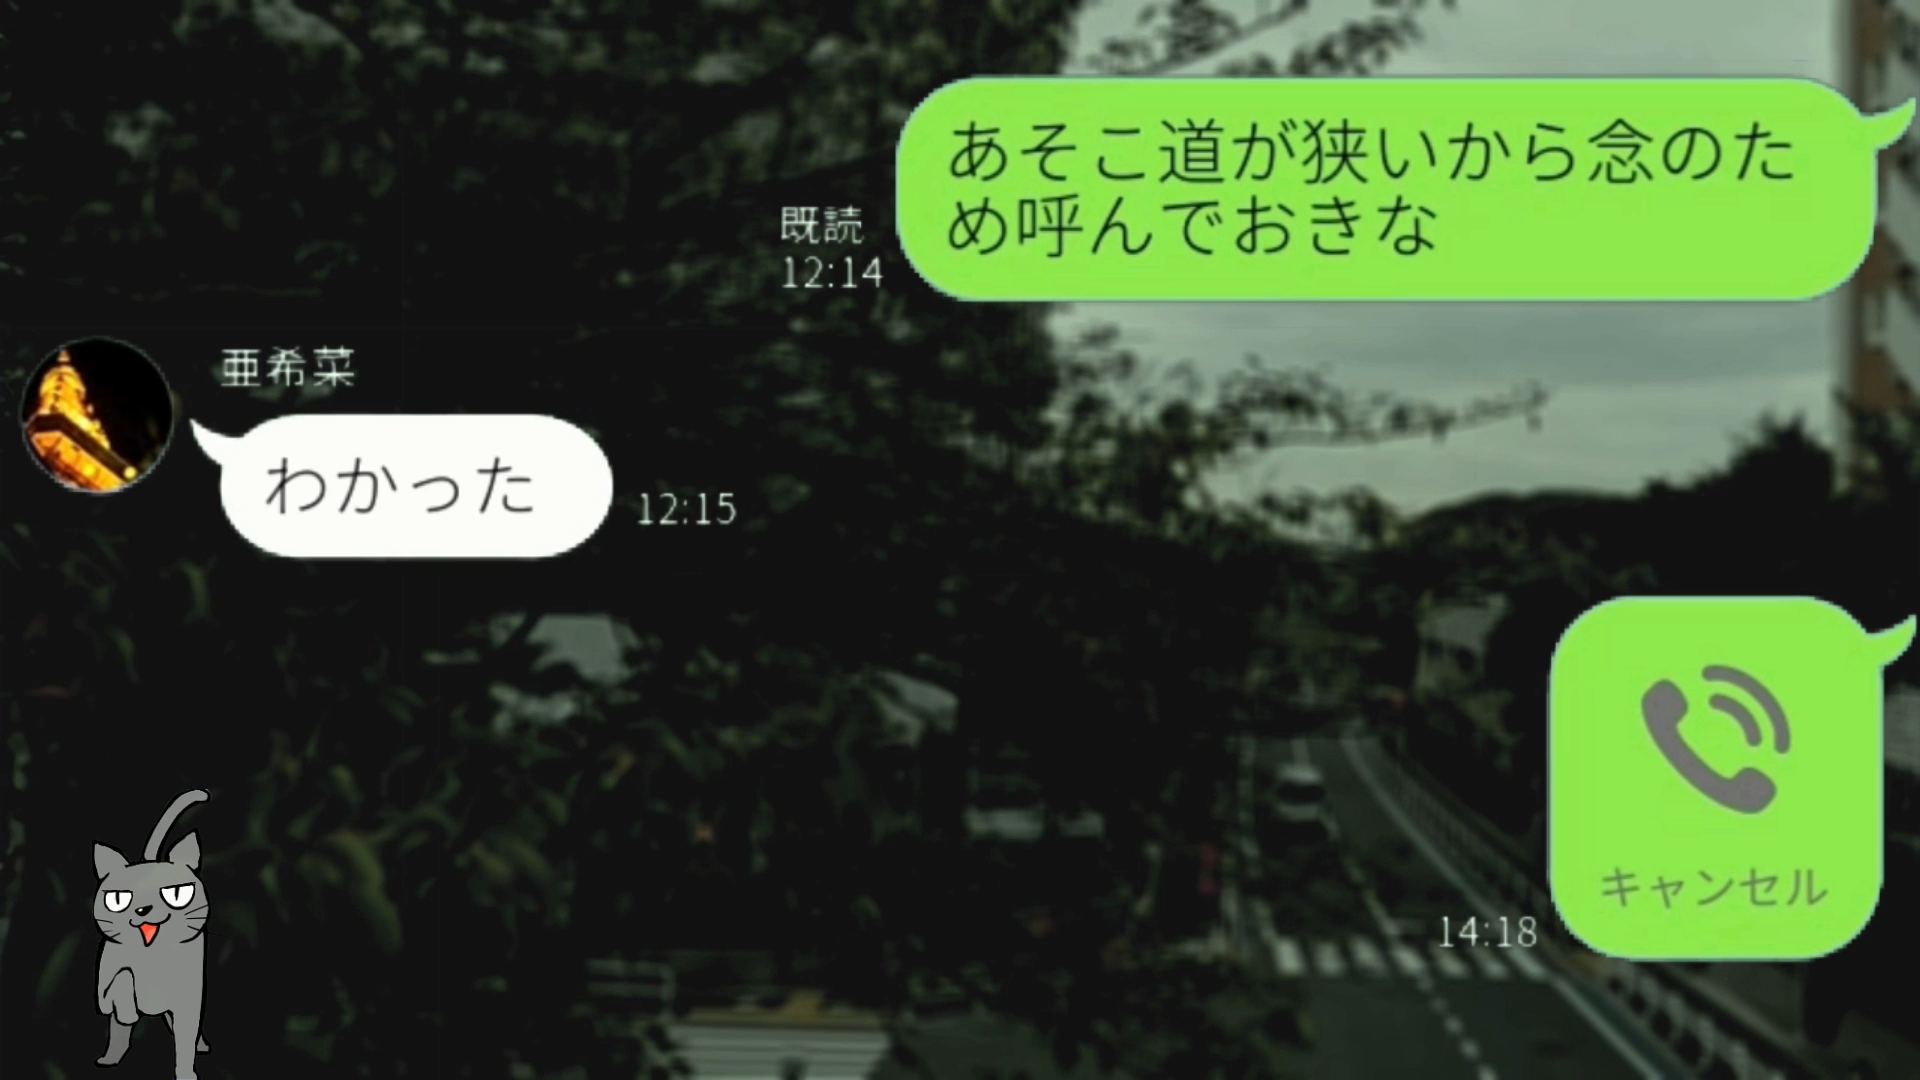 あそこ道が狭いから念のた
め呼んでおきな
既読
12:14
亜希菜
わかった
12:15
キャンセル
14:18